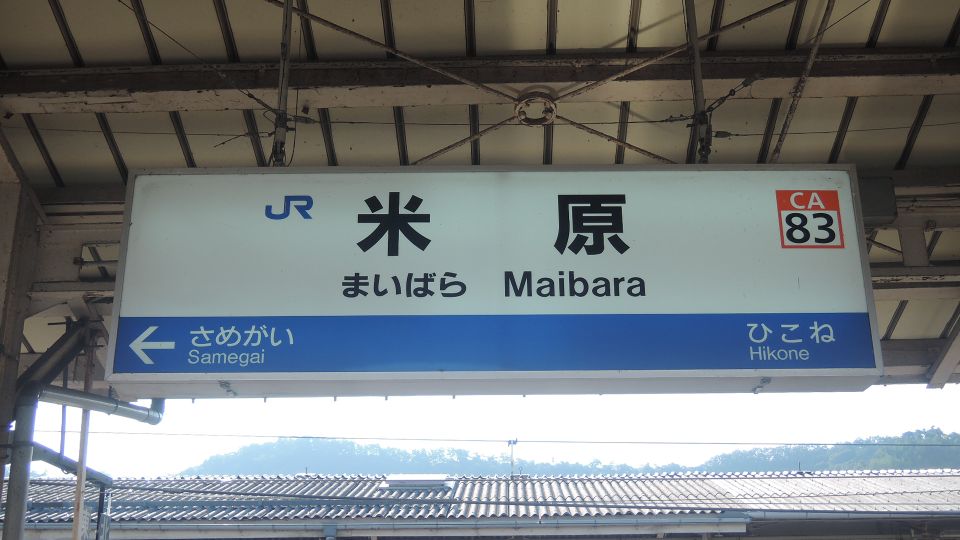 JR 米原 CA
83
まいばら Maibara
← さめがい ひこね
Samegai Hikone